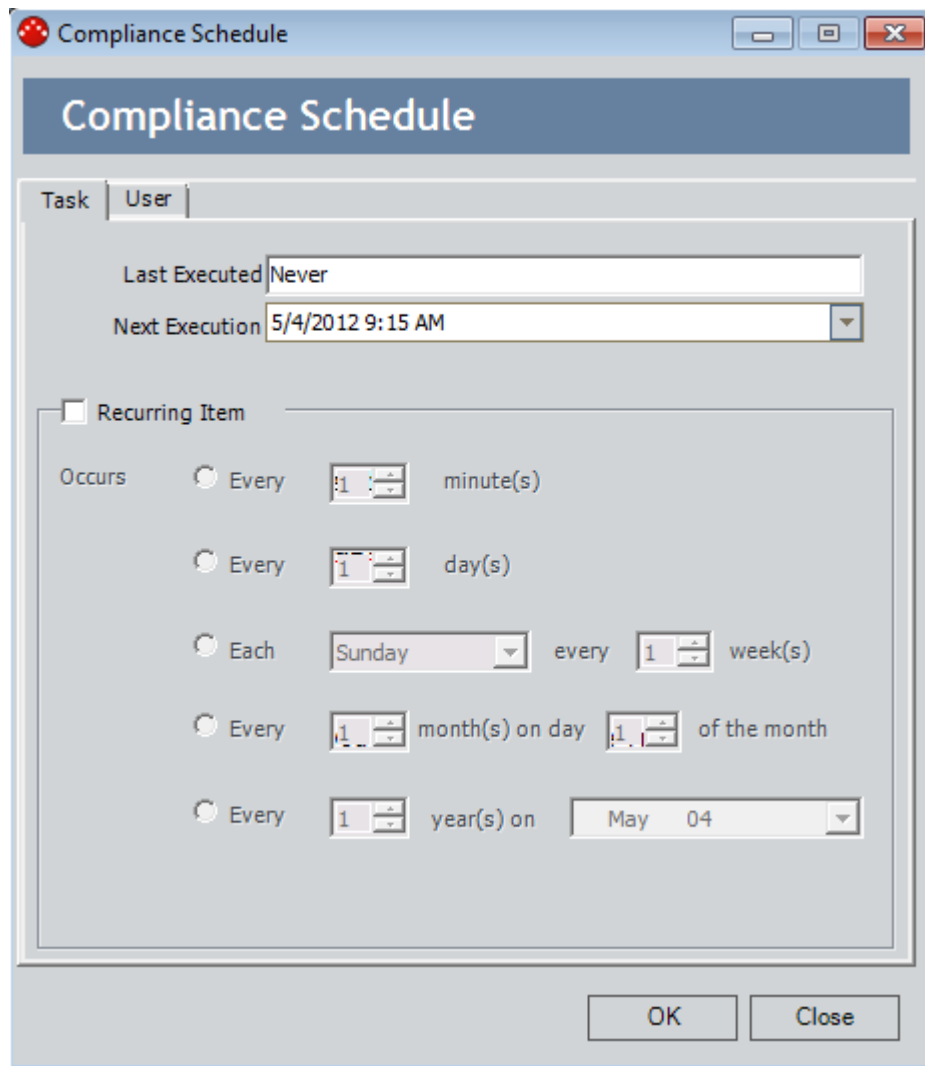 Compliance Schedule
Compliance Schedule
Task User
Last Executed Never
Next Execution 5/4/2012 9:15 AM
Recurring Item
Occurs Every 1 minute(s)
Every 1 day(s)
Each Sunday every 1 week(s)
Every 1 month(s) on day 1 of the month
Every 1 year(s) on May 04
OK Close